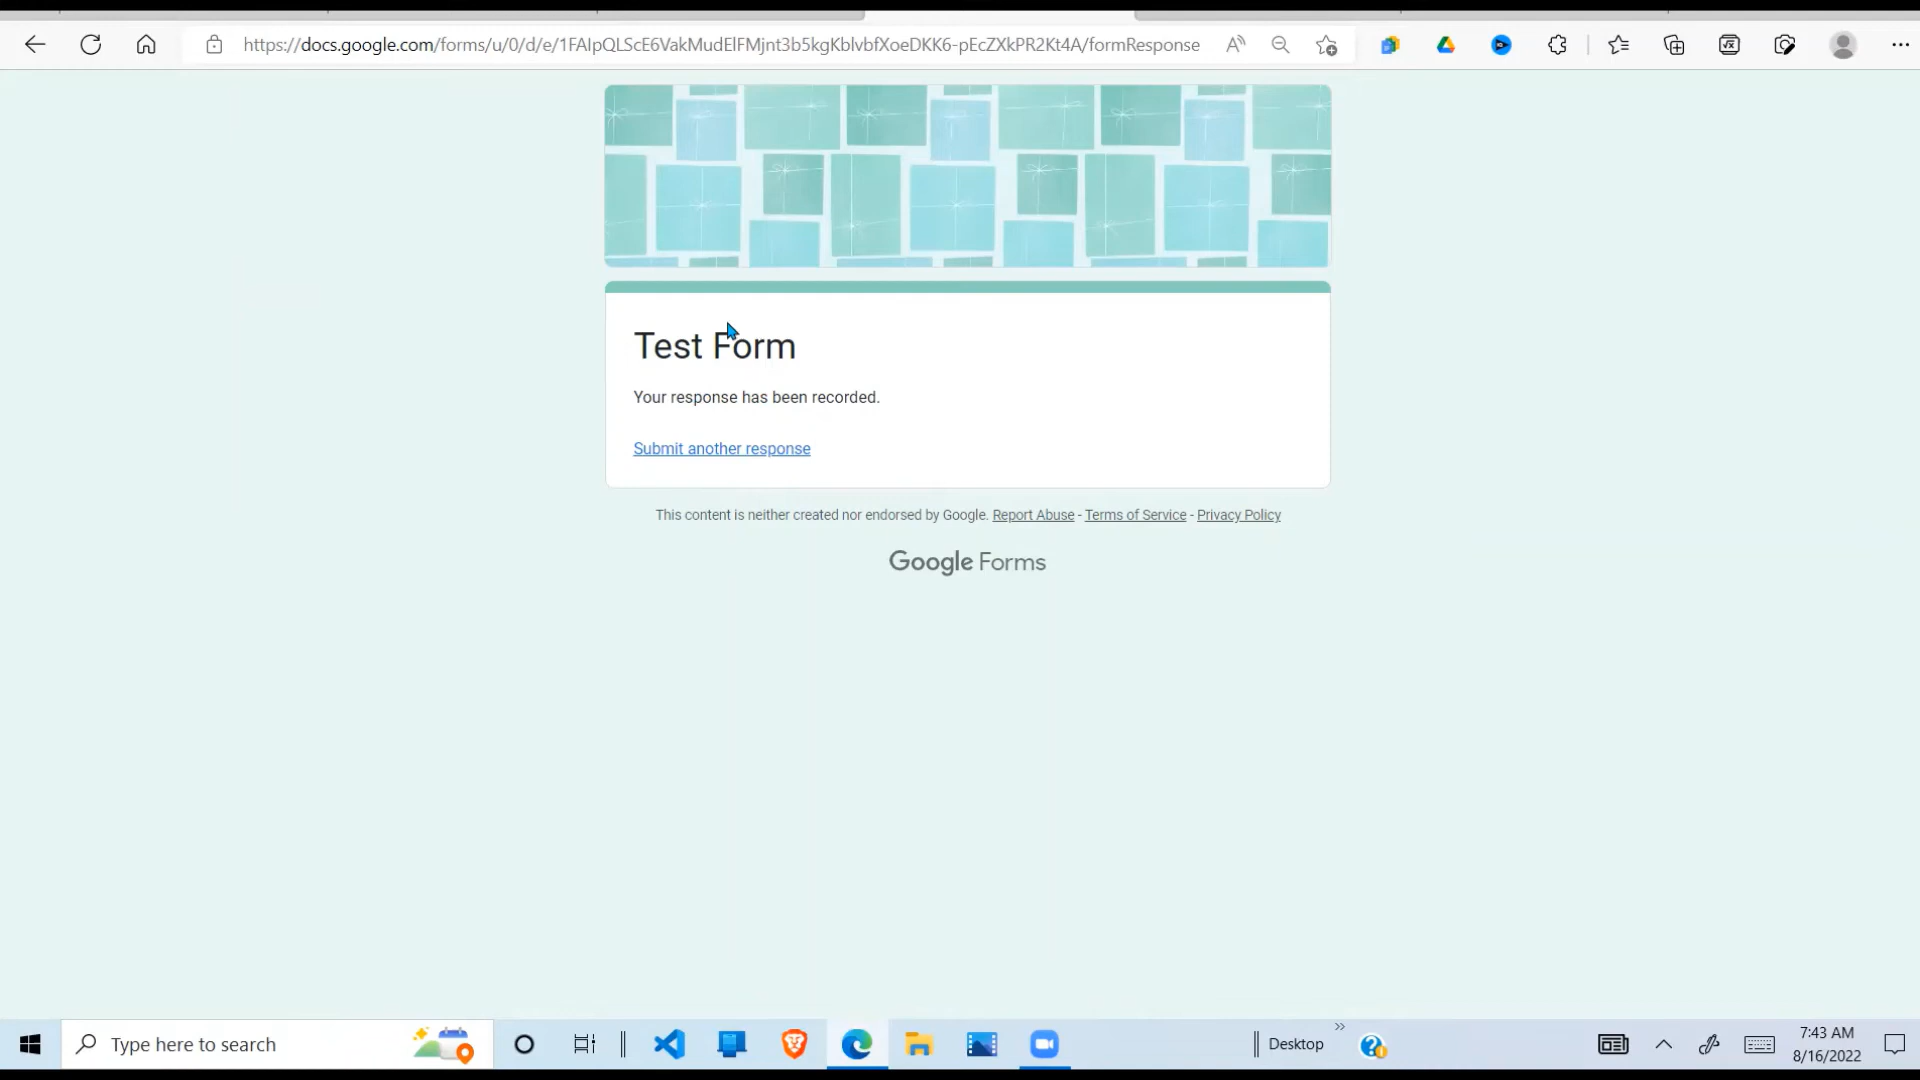 https://docs.google.com/forms/u/0/d/e/1FAIpQLScE6VakMudElFMjnt3b5kgKblvbfXoeDKK6-pEcZXkPR2Kt4A/formResponse
Test Form
Your response has been recorded.
Submit another response
This content is neither created nor endorsed by Google. Report Abuse - Terms of Service - Privacy Policy
Google Forms
Type here to search
Desktop
7:43 AM
8/16/2022